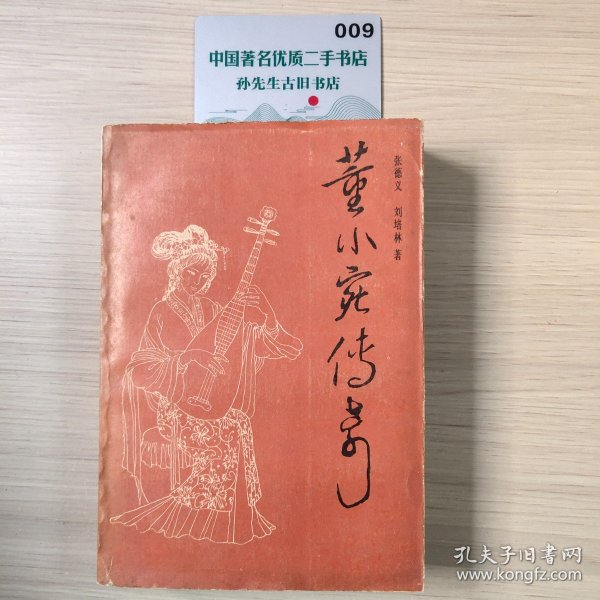 009
中国著名优质二手书店
孙先生古旧书店
董小宛传奇
张德义 刘培林 著
孔夫子旧书网
www.kongfz.com